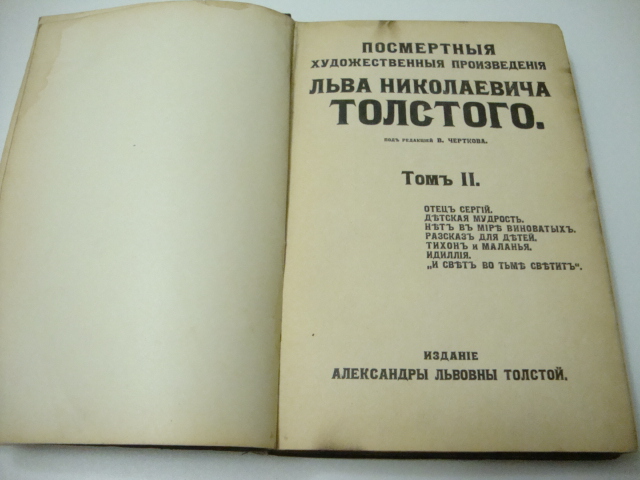 ПОСМЕРТНЫЯ
ХУДОЖЕСТВЕННЫЯ ПРОИЗВЕДЕНІЯ
ЛЬВА НИКОЛАЕВИЧА
ТОЛСТОГО.
ПОДЪ РЕДАКЦІЕЙ В. ЧЕРТКОВА.
Томъ II.
ОТЕЦЪ СЕРГІЙ.
ДѢТСКАЯ МУДРОСТЬ.
НѢТЪ ВЪ МІРѢ ВИНОВАТЫХЪ.
РАЗСКАЗЪ ДЛЯ ДѢТЕЙ.
ТИХОНЪ и МАЛАНЬЯ.
ИДИЛЛІЯ.
„И СВѢТЪ ВО ТЬМѢ СВѢТИТЪ“.
ИЗДАНІЕ
АЛЕКСАНДРЫ ЛЬВОВНЫ ТОЛСТОЙ.